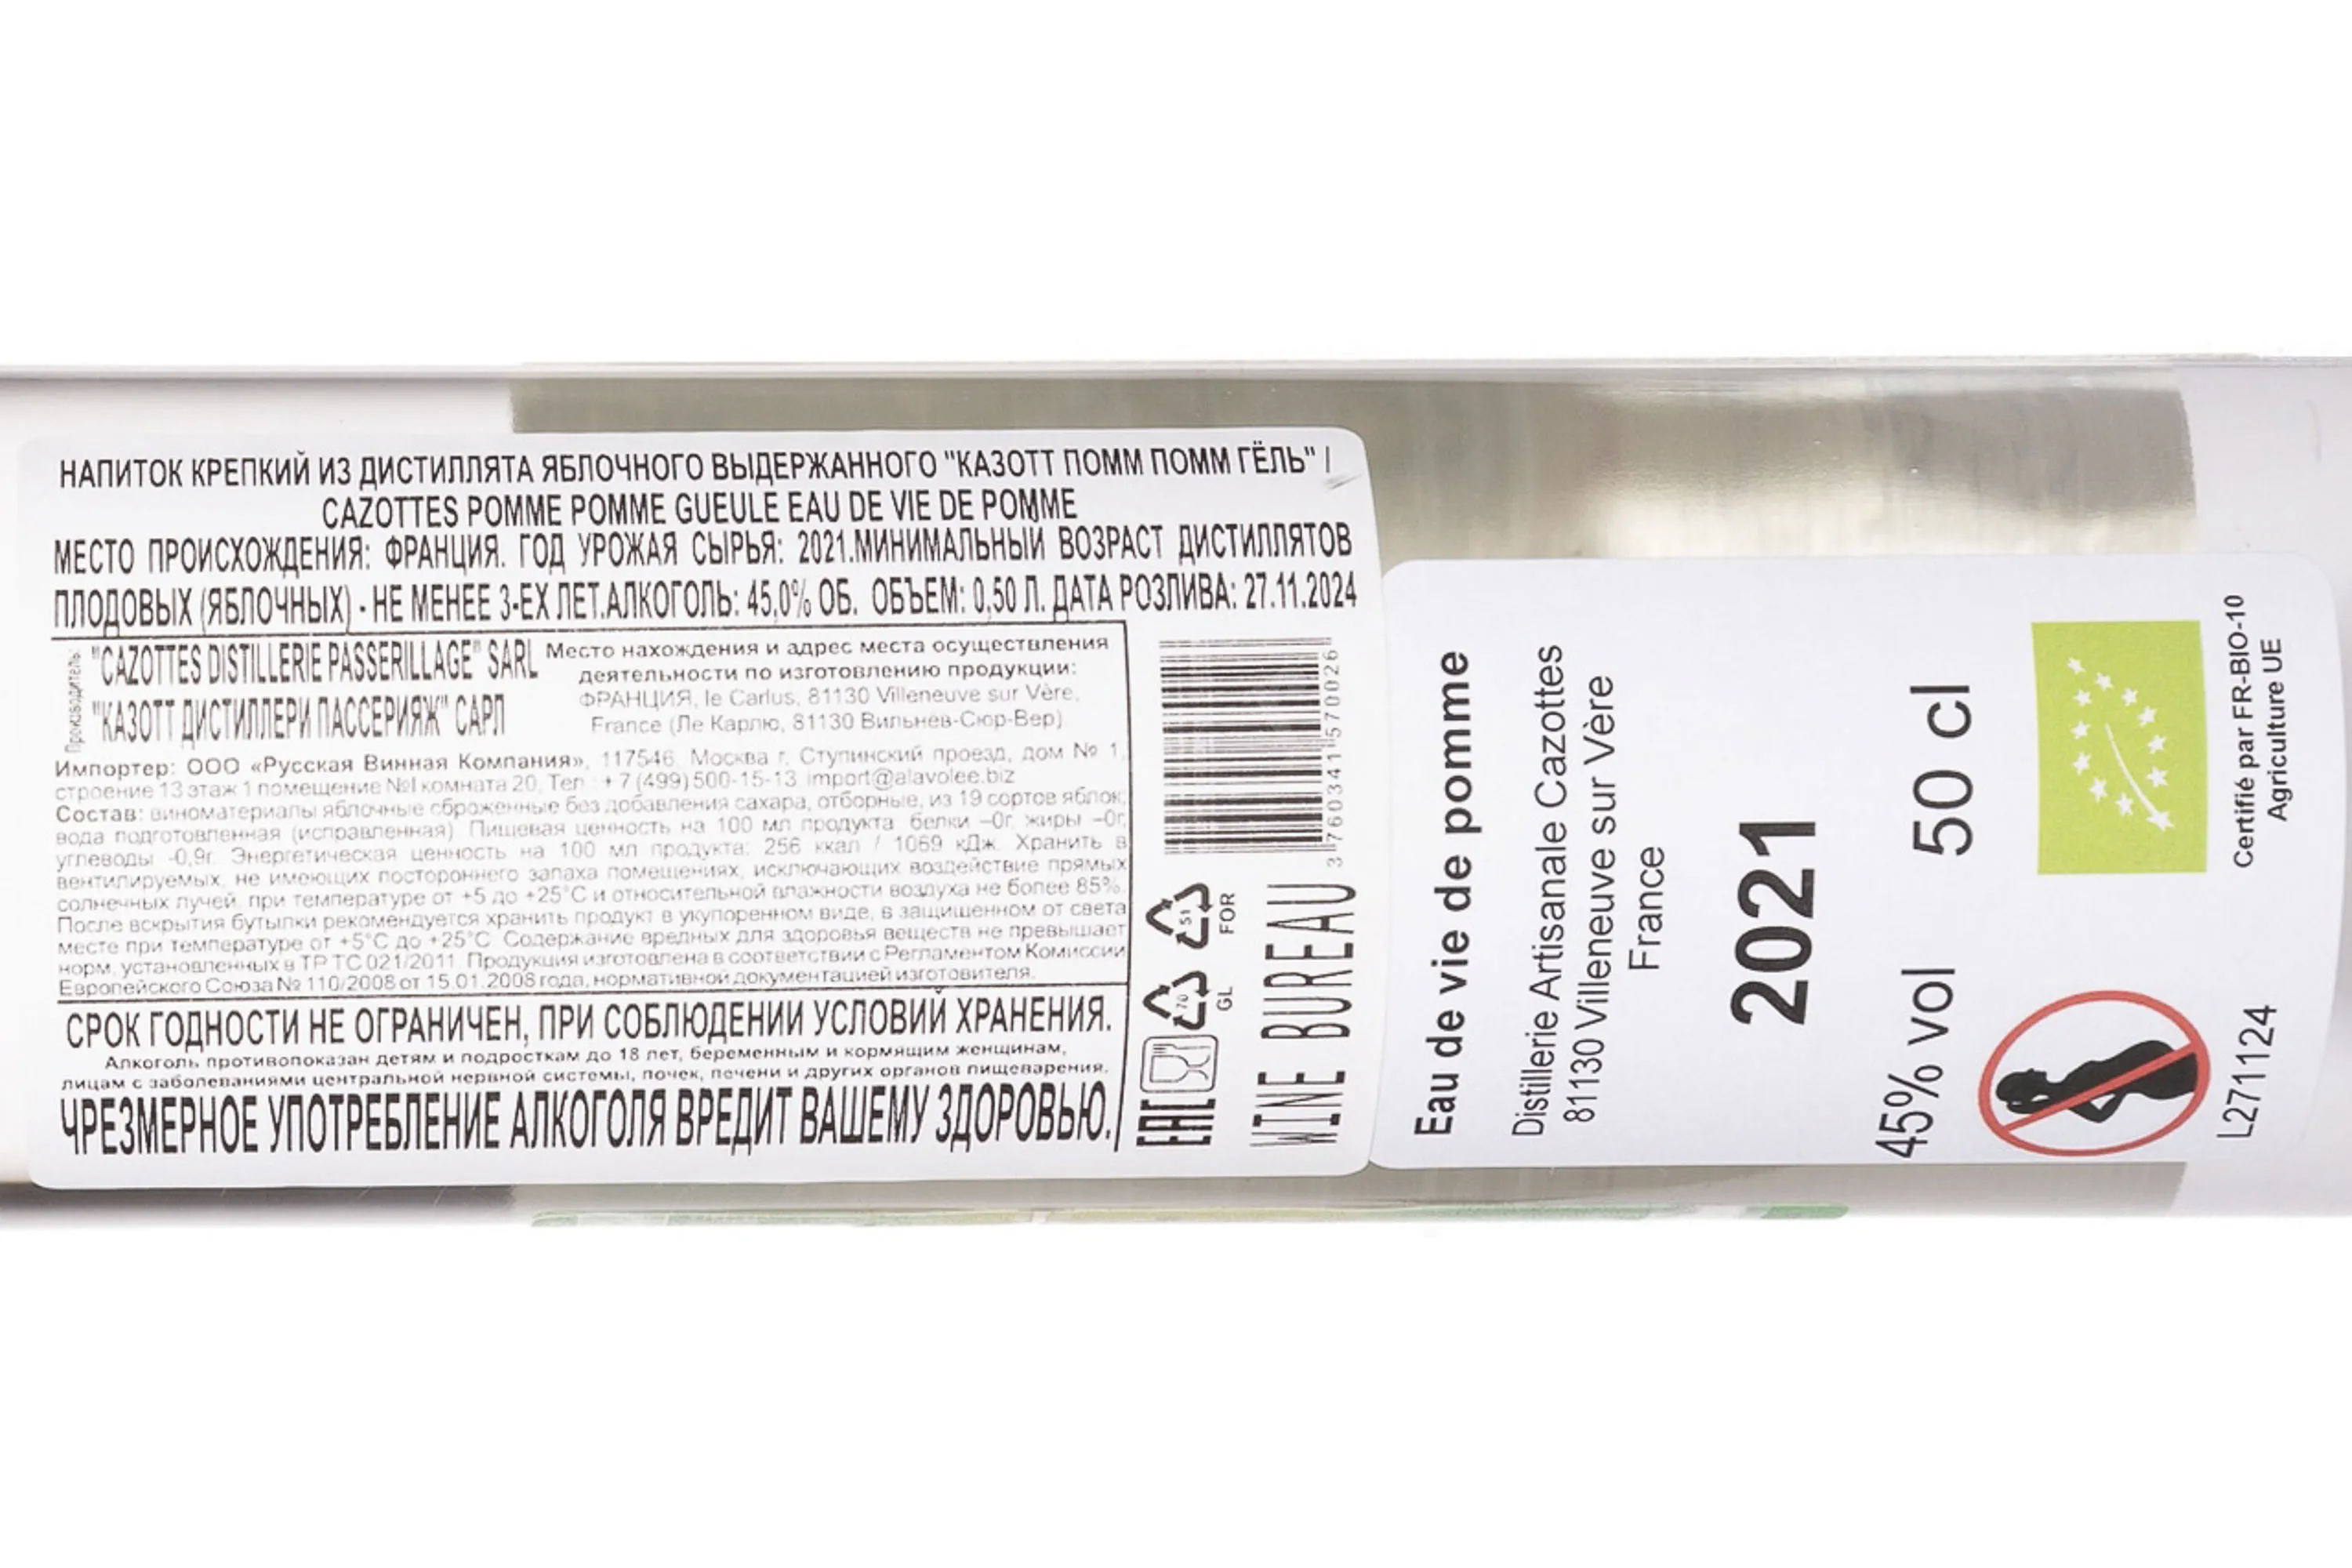 НАПИТОК КРЕПКИЙ ИЗ ДИСТИЛЛЯТА ЯБЛОЧНОГО ВЫДЕРЖАННОГО "КАЗОТТ ПОММ ПОММ ГЁЛЬ" /
CAZOTTES POMME POMME GUEULE EAU DE VIE DE POMME
МЕСТО ПРОИСХОЖДЕНИЯ: ФРАНЦИЯ. ГОД УРОЖАЯ СЫРЬЯ: 2021.МИНИМАЛЬНЫЙ ВОЗРАСТ ДИСТИЛЛЯТОВ
ПЛОДОВЫХ (ЯБЛОЧНЫХ) - НЕ МЕНЕЕ 3-ЕХ ЛЕТ.АЛКОГОЛЬ: 45,0% ОБ. ОБЪЕМ: 0,50 Л. ДАТА РОЗЛИВА: 27.11.2024
Производитель:
"CAZOTTES DISTILLERIE PASSERILLAGE" SARL
"КАЗОТТ ДИСТИЛЛЕРИ ПАССЕРИЯЖ" САРЛ
Место нахождения и адрес места осуществления
деятельности по изготовлению продукции:
ФРАНЦИЯ, le Carlus, 81130 Villeneuve sur Vère,
France (Ле Карлю, 81130 Вильнёв-Сюр-Вер)
Импортер: ООО «Русская Винная Компания», 117546, Москва г, Ступинский проезд, дом № 1,
строение 13 этаж 1 помещение №I комната 20, Тел.: +7 (499) 500-15-13 import@alavolee.biz
Состав: виноматериалы яблочные сброженные без добавления сахара, отборные, из 19 сортов яблок,
вода подготовленная (исправленная). Пищевая ценность на 100 мл продукта: белки –0г, жиры –0г,
углеводы -0,9г. Энергетическая ценность на 100 мл продукта: 256 ккал / 1069 кДж. Хранить в
вентилируемых, не имеющих постороннего запаха помещениях, исключающих воздействие прямых
солнечных лучей, при температуре от +5 до +25°С и относительной влажности воздуха не более 85%.
После вскрытия бутылки рекомендуется хранить продукт в укупоренном виде, в защищенном от света
месте при температуре от +5°С до +25°С. Содержание вредных для здоровья веществ не превышает
норм, установленных в ТР ТС 021/2011. Продукция изготовлена в соответствии с Регламентом Комиссии
Европейского Союза № 110/2008 от 15.01.2008 года, нормативной документацией изготовителя.
СРОК ГОДНОСТИ НЕ ОГРАНИЧЕН, ПРИ СОБЛЮДЕНИИ УСЛОВИЙ ХРАНЕНИЯ.
Алкоголь противопоказан детям и подросткам до 18 лет, беременным и кормящим женщинам,
лицам с заболеваниями центральной нервной системы, почек, печени и других органов пищеварения.
ЧРЕЗМЕРНОЕ УПОТРЕБЛЕНИЕ АЛКОГОЛЯ ВРЕДИТ ВАШЕМУ ЗДОРОВЬЮ.
3 760341 570026
51
FOR
70
GL
EAC
WINE BUREAU
Eau de vie de pomme
Distillerie Artisanale Cazottes
81130 Villeneuve sur Vère
France
2021
45% vol 50 cl
Certifié par FR-BIO-10
Agriculture UE
L271124